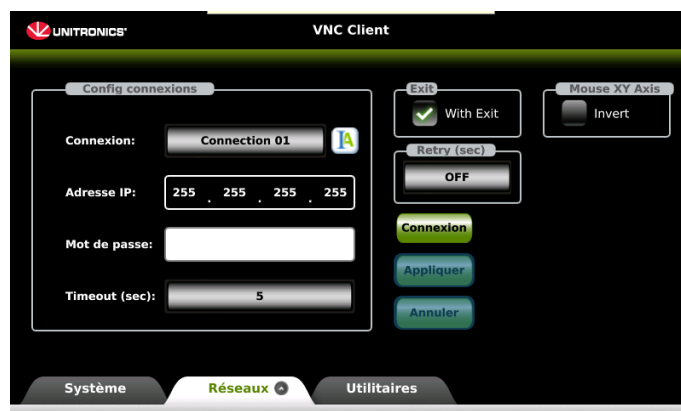 UNITRONICS
VNC Client
Config connexions
Connexion: Connection 01 IA
Adresse IP: 255 . 255 . 255 . 255
Mot de passe:
Timeout (sec): 5
Exit
With Exit
Mouse XY Axis
Invert
Retry (sec)
OFF
Connexion
Appliquer
Annuler
Système Réseaux Utilitaires